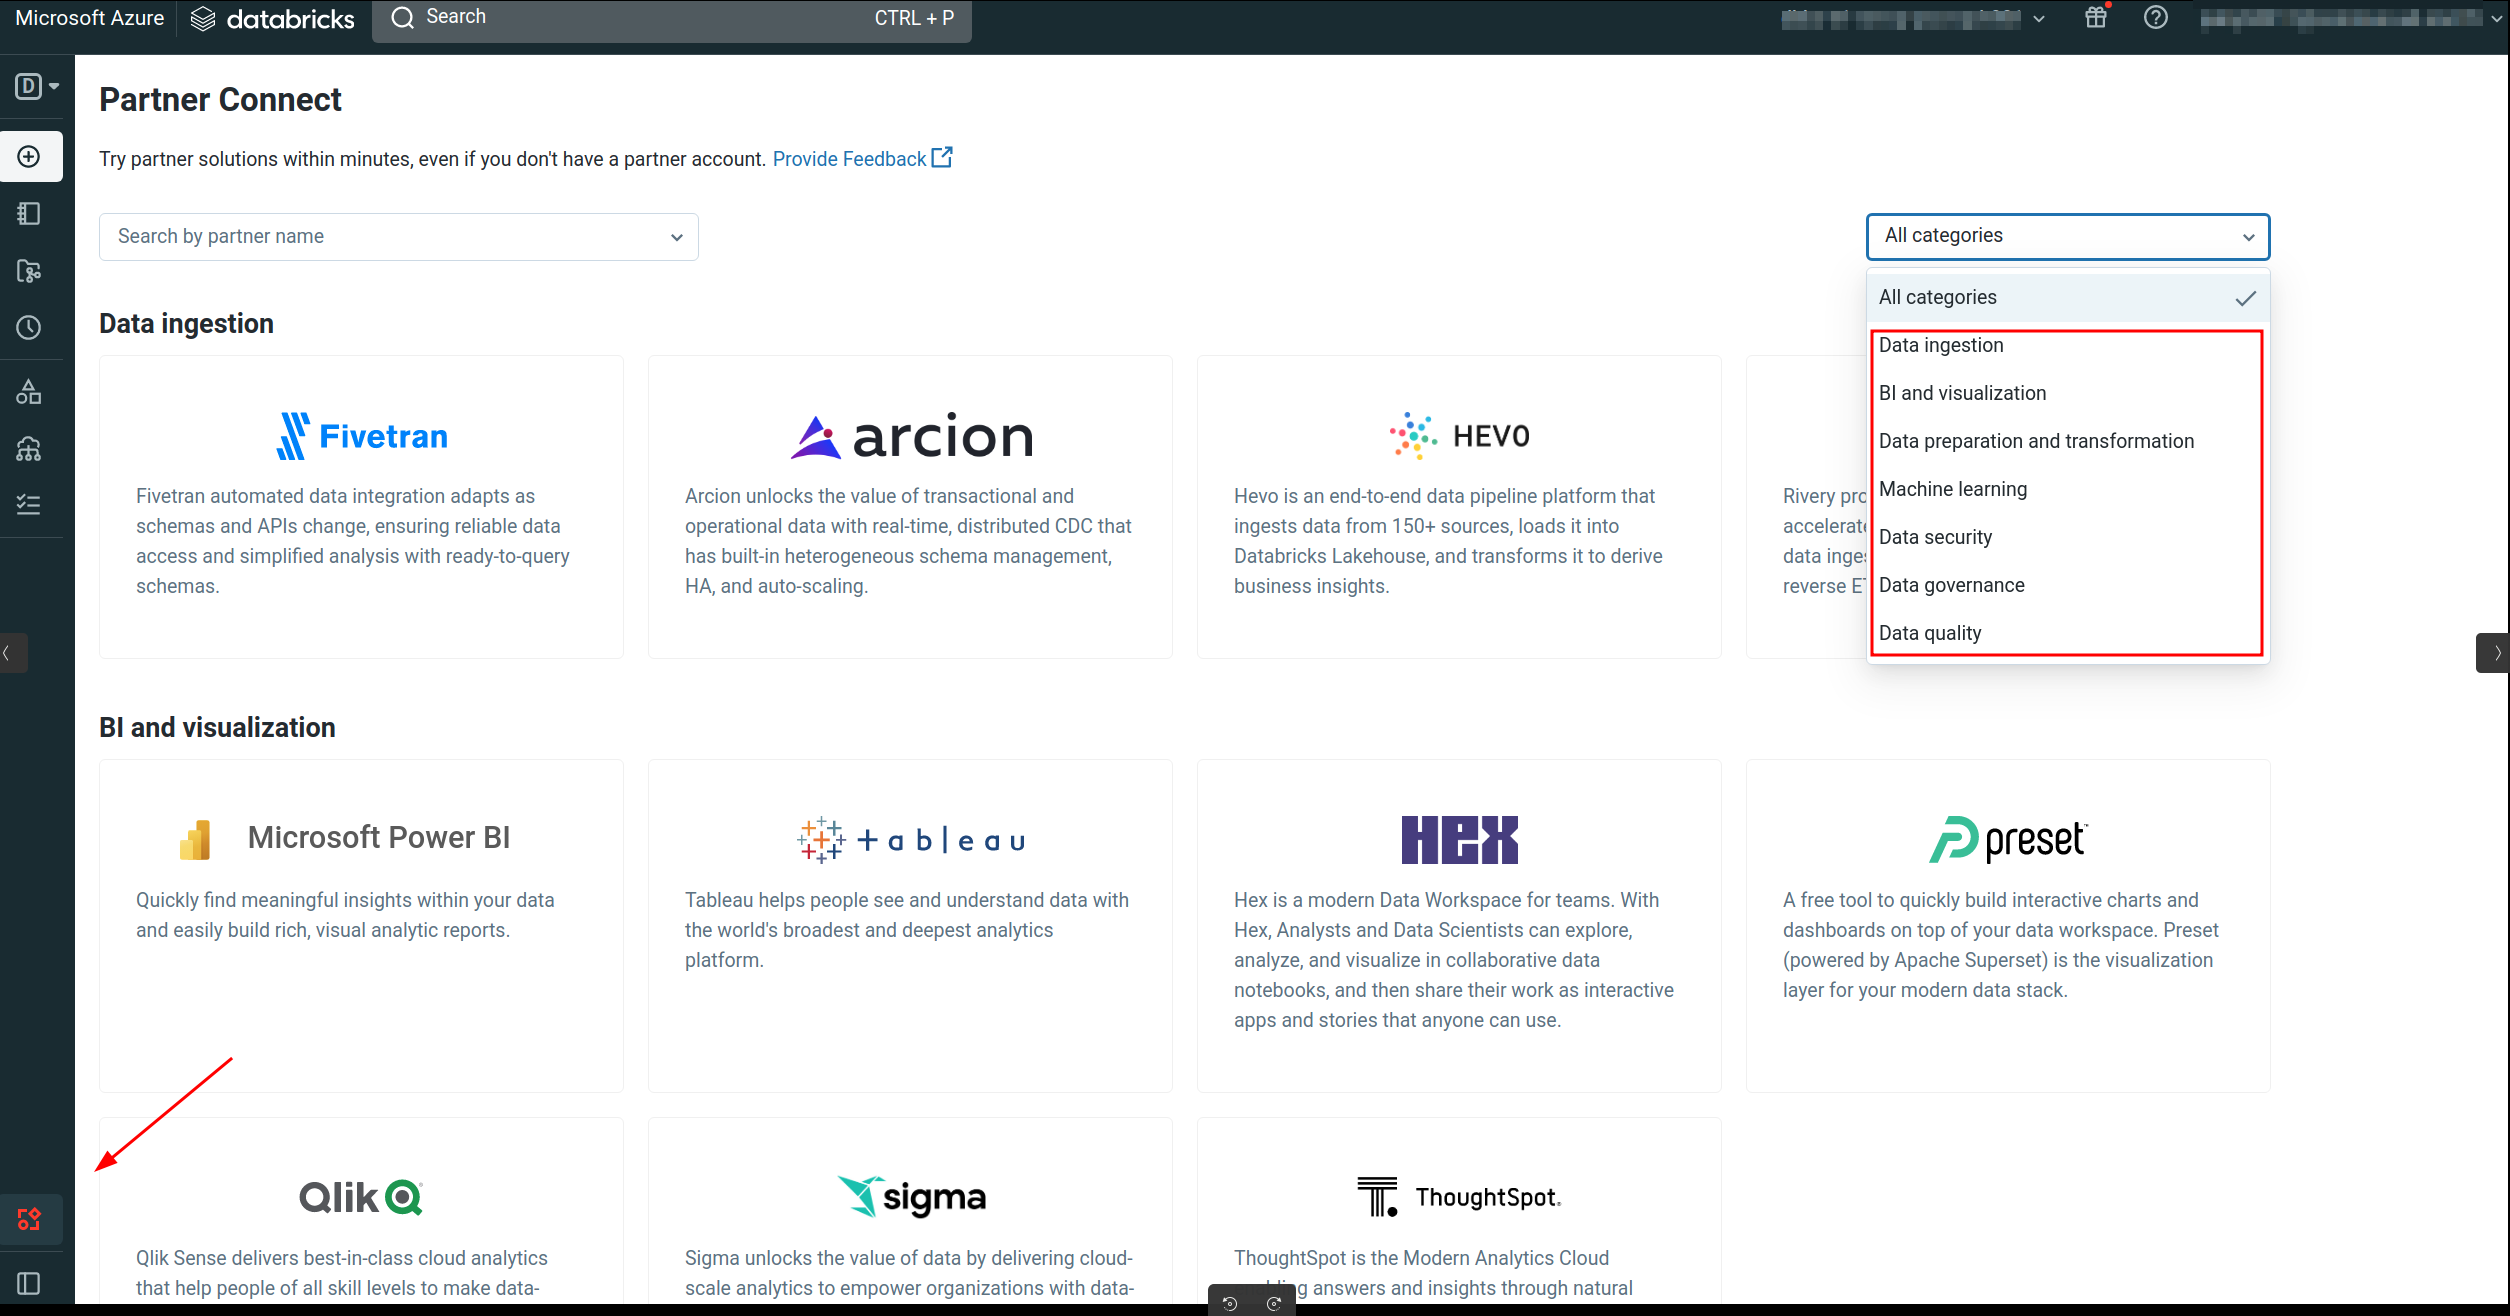 Microsoft Azure
databricks
Search
CTRL + P
D
Partner Connect
Try partner solutions within minutes, even if you don't have a partner account. Provide Feedback
Search by partner name
All categories
All categories
Data ingestion
BI and visualization
Data preparation and transformation
Machine learning
Data security
Data governance
Data quality
Data ingestion
Fivetran
Fivetran automated data integration adapts as
schemas and APIs change, ensuring reliable data
access and simplified analysis with ready-to-query
schemas.
arcion
Arcion unlocks the value of transactional and
operational data with real-time, distributed CDC that
has built-in heterogeneous schema management,
HA, and auto-scaling.
HEVO
Hevo is an end-to-end data pipeline platform that
ingests data from 150+ sources, loads it into
Databricks Lakehouse, and transforms it to derive
business insights.
Rivery
data
reverse
BI and visualization
Microsoft Power BI
Quickly find meaningful insights within your data
and easily build rich, visual analytic reports.
+ableau
Tableau helps people see and understand data with
the world's broadest and deepest analytics
platform.
HEX
Hex is a modern Data Workspace for teams. With
Hex, Analysts and Data Scientists can explore,
analyze, and visualize in collaborative data
notebooks, and then share their work as interactive
apps and stories that anyone can use.
preset™
A free tool to quickly build interactive charts and
dashboards on top of your data workspace. Preset
(powered by Apache Superset) is the visualization
layer for your modern data stack.
Qlik
Qlik Sense delivers best-in-class cloud analytics
that help people of all skill levels to make data-
sigma
Sigma unlocks the value of data by delivering cloud-
scale analytics to empower organizations with data-
T. ThoughtSpot.
ThoughtSpot is the Modern Analytics Cloud
answers and insights through natural